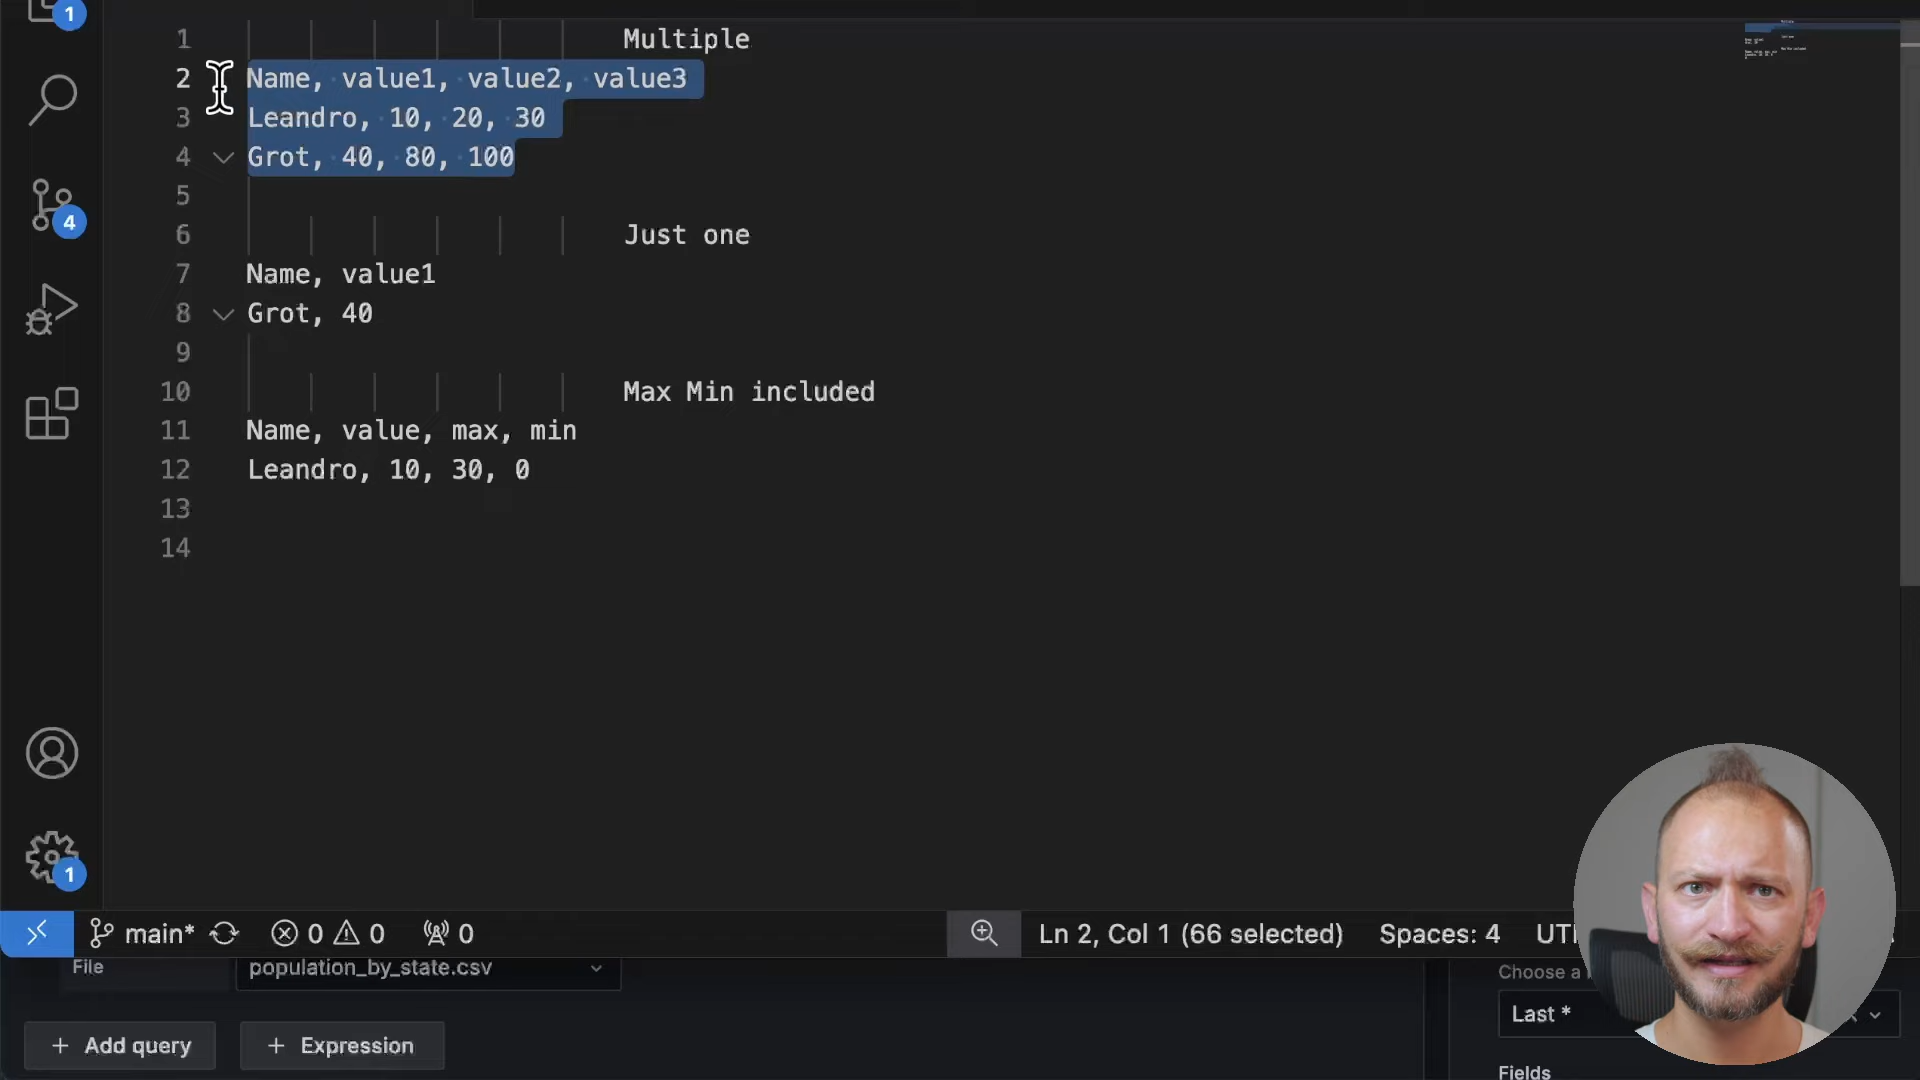 1
1 Multiple
2 Name, value1, value2, value3
3 Leandro, 10, 20, 30
4 Grot, 40, 80, 100
4
5
6 Just one
7 Name, value1
8 Grot, 40
9
10 Max Min included
11 Name, value, max, min
12 Leandro, 10, 30, 0
13
14
1
main* 0 0 0 Ln 2, Col 1 (66 selected) Spaces: 4
File population_by_state.csv
Choose a
Last *
+ Add query + Expression
Fields